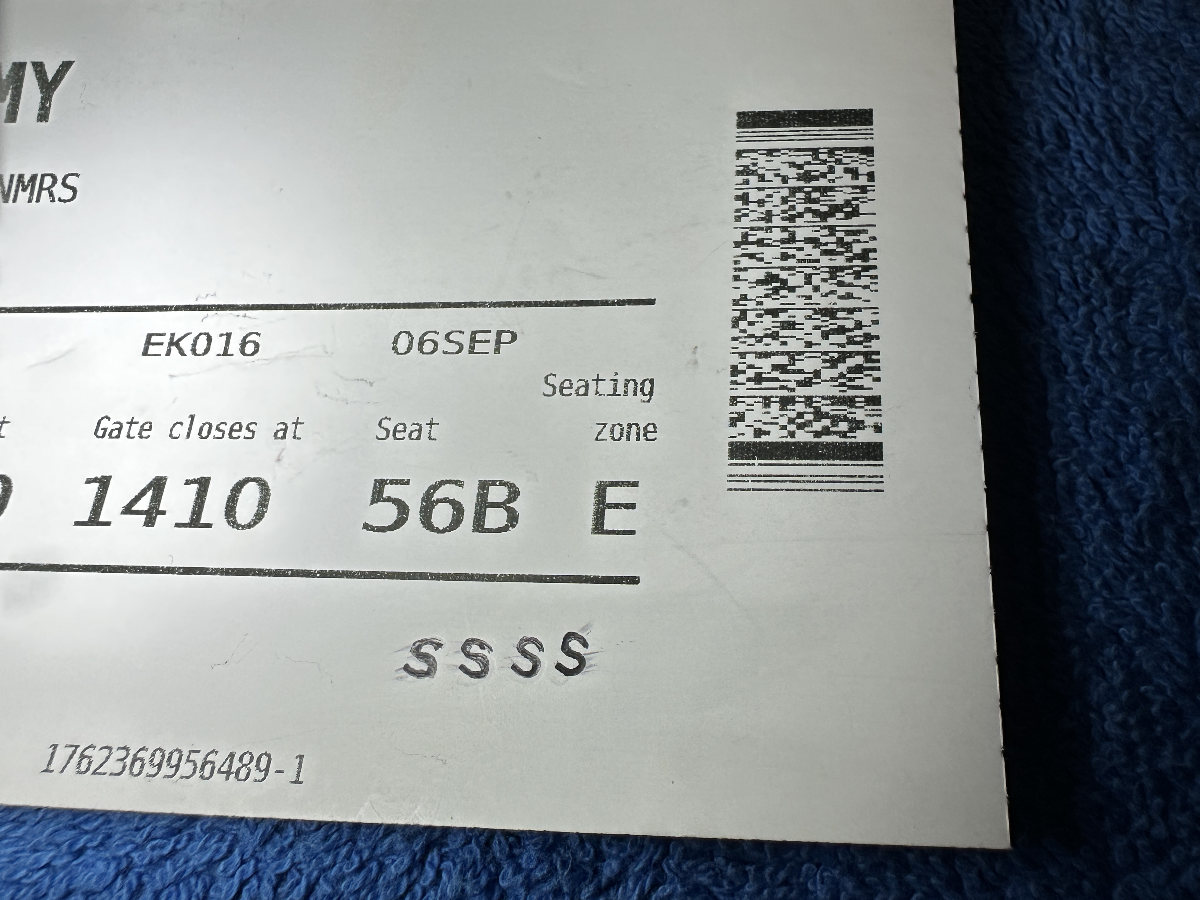 MY
NMRS
EK016 06SEP
Seating
Gate closes at Seat zone
1410 56B E
SSSS
1762369956489-1